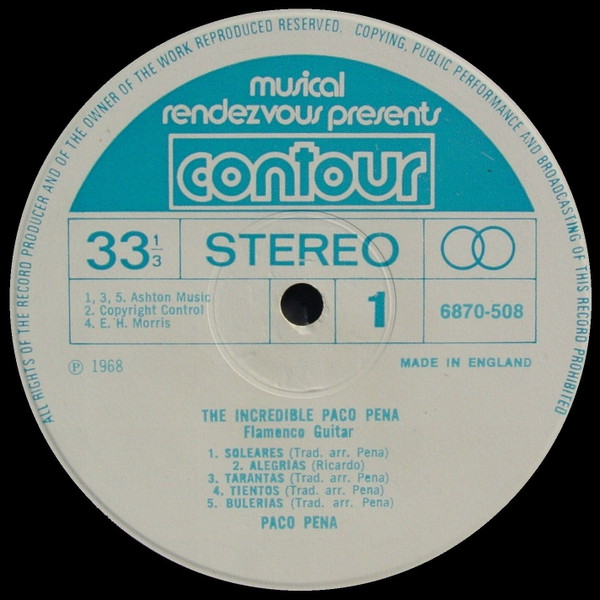 ALL RIGHTS OF THE RECORD PRODUCER AND OF THE OWNER OF THE WORK REPRODUCED RESERVED. COPYING, PUBLIC PERFORMANCE AND BROADCASTING OF THIS RECORD PROHIBITED
musical
rendezvous presents
contour
33 1/3 STEREO
1, 3, 5. Ashton Music
2. Copyright Control
4. E. H. Morris
1
6870-508
Ⓟ 1968
MADE IN ENGLAND
THE INCREDIBLE PACO PENA
Flamenco Guitar
1. SOLEARES (Trad. arr. Pena)
2. ALEGRIAS (Ricardo)
3. TARANTAS (Trad. arr. Pena)
4. TIENTOS (Trad. arr. Pena)
5. BULERIAS (Trad. arr. Pena)
PACO PENA